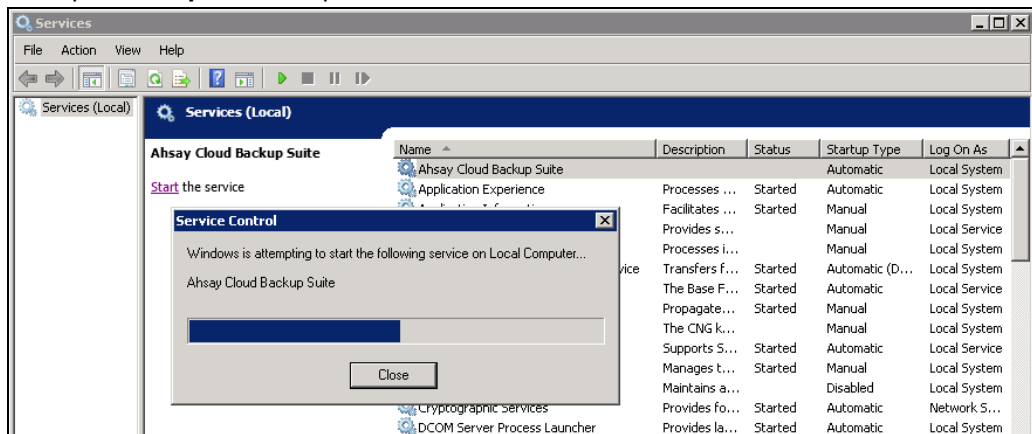 Services
File Action View Help
Services (Local)
Services (Local)
Ahsay Cloud Backup Suite
Start the service
Name Description Status Startup Type Log On As
Ahsay Cloud Backup Suite Automatic Local System
Application Experience Processes ... Started Automatic Local System
Facilitates ... Started Manual Local System
Provides s... Manual Local Service
Processes i... Manual Local System
Transfers f... Started Automatic (D... Local System
The Base F... Started Automatic Local Service
Propagate... Started Manual Local System
The CNG k... Manual Local System
Supports S... Started Automatic Local Service
Manages t... Started Manual Local System
Maintains a... Disabled Local System
Cryptographic Services Provides fo... Started Automatic Network S...
DCOM Server Process Launcher Provides la... Started Automatic Local System
Service Control
Windows is attempting to start the following service on Local Computer...
Ahsay Cloud Backup Suite
Close